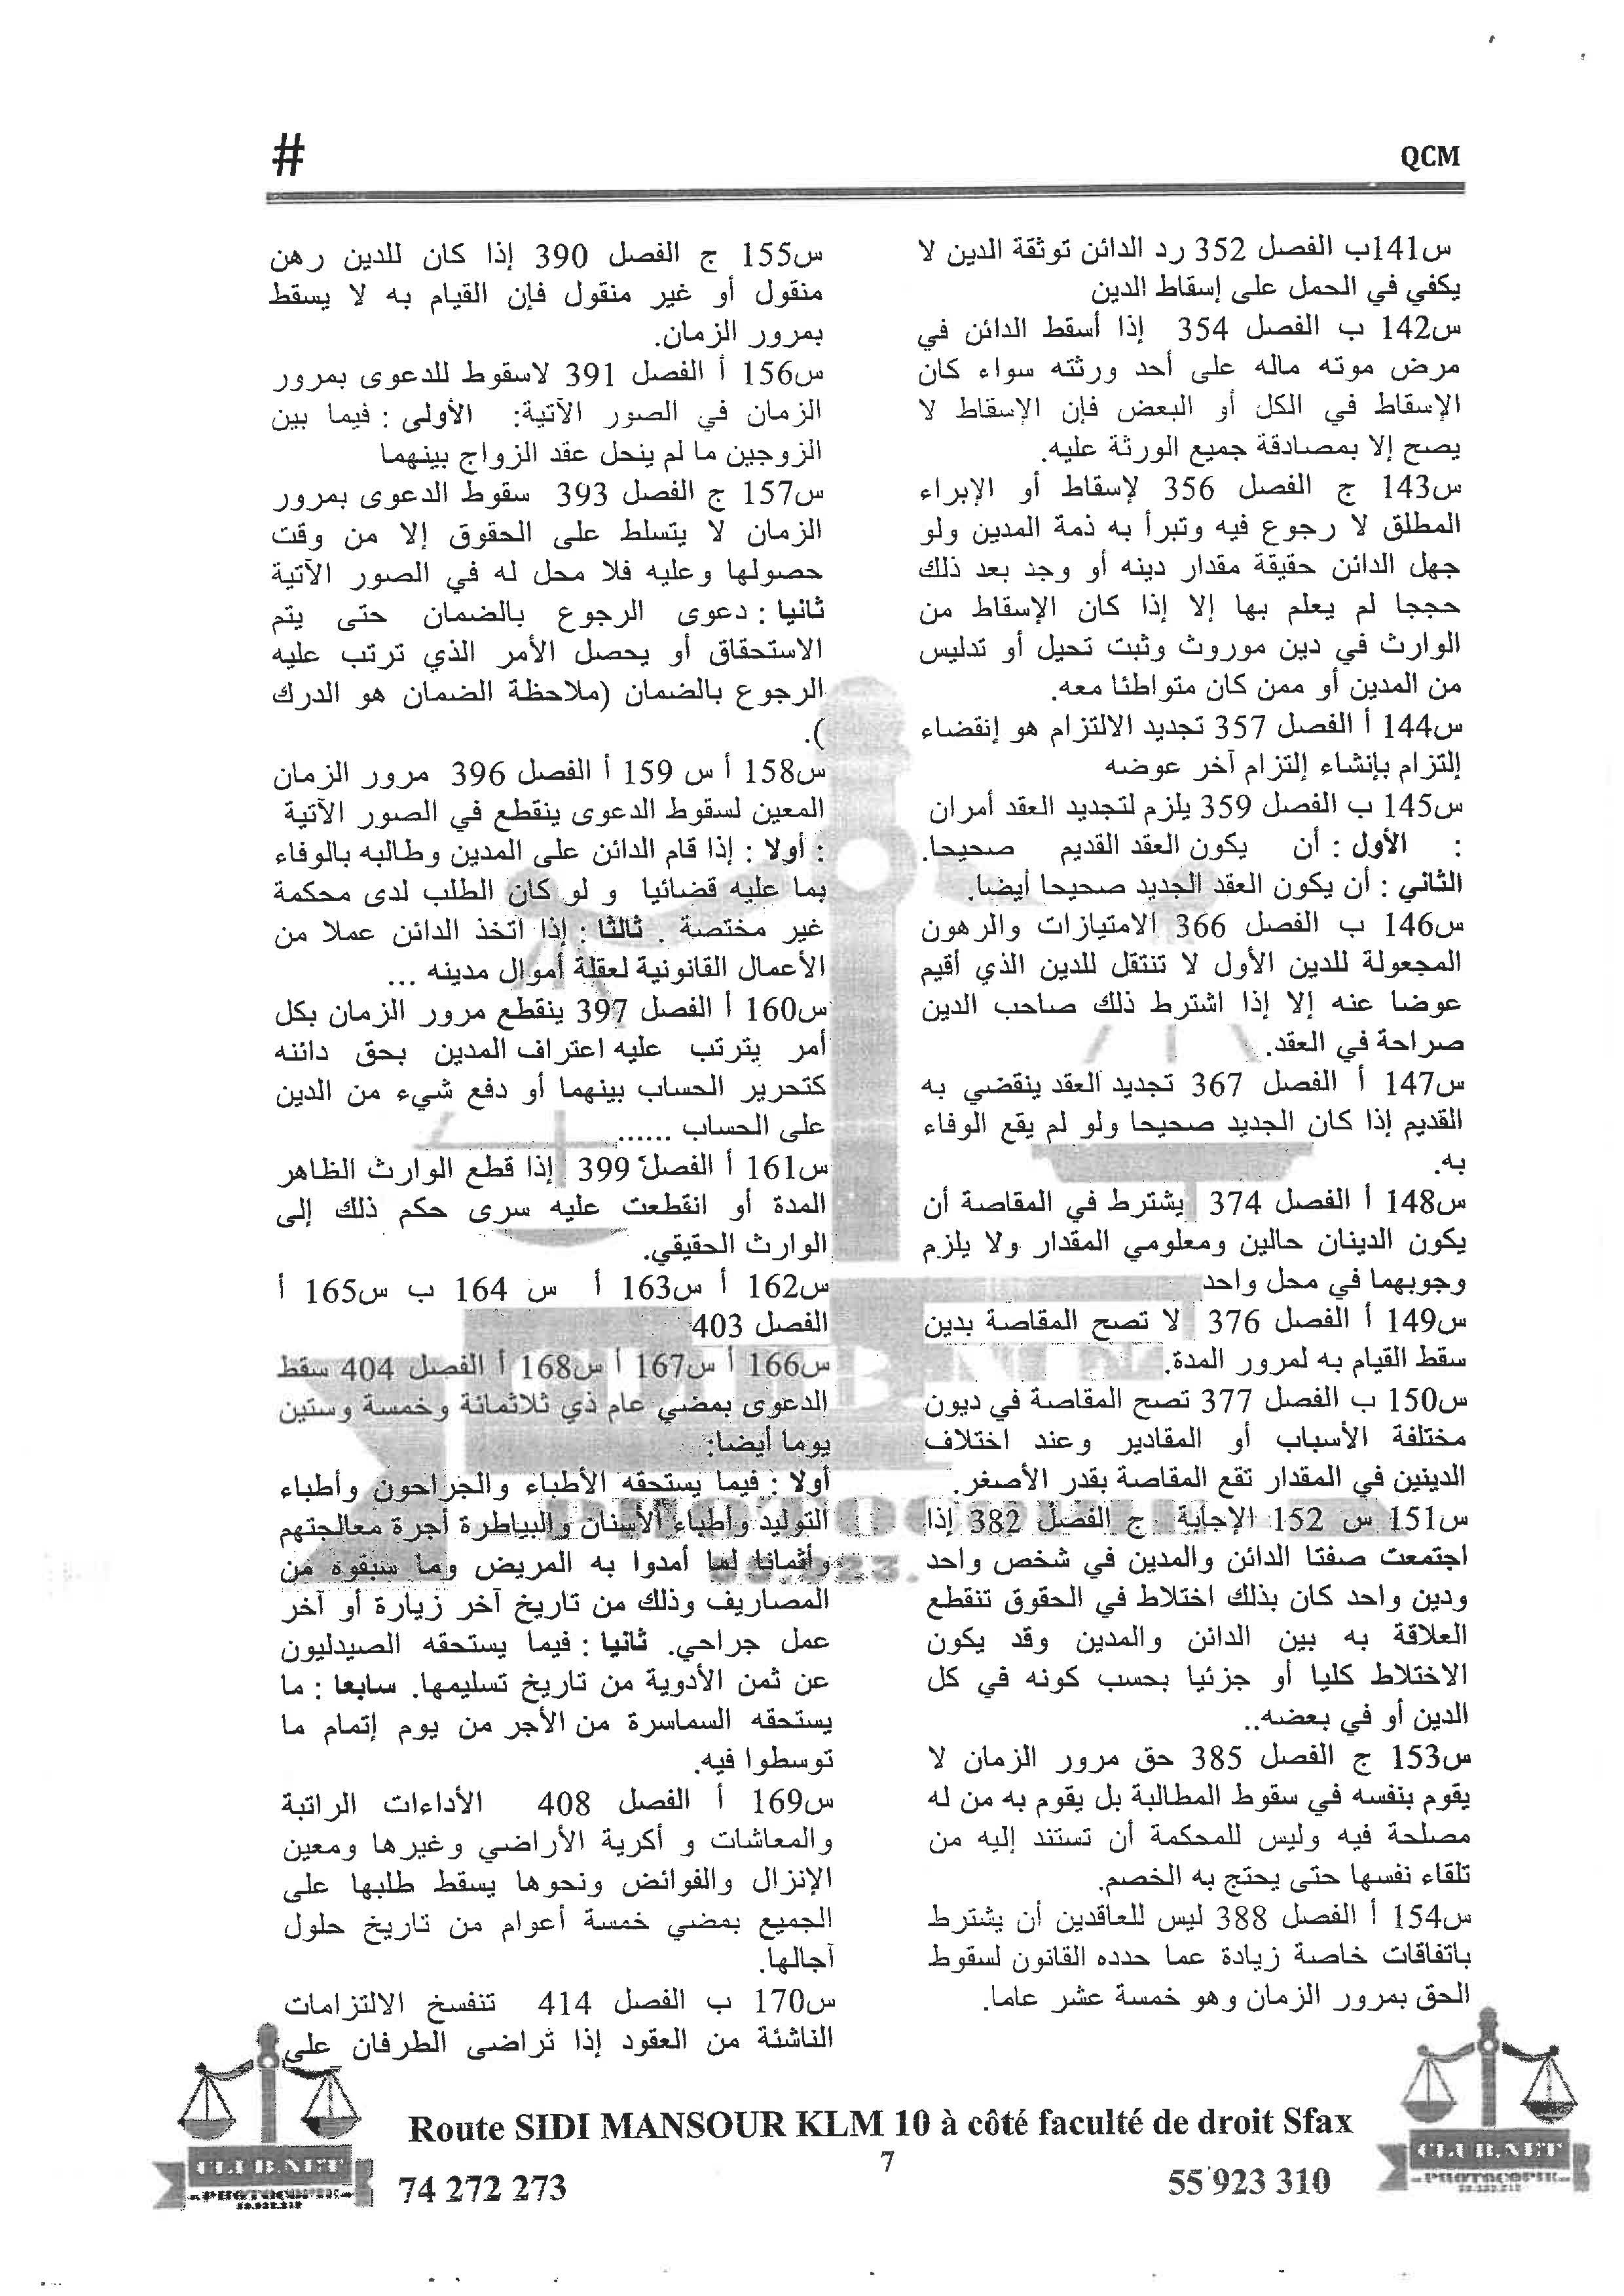 #
QCM
س141ب الفصل 352 رد الدائن توثقة الدين لا
يكفي في الحمل على إسقاط الدين
س142 ب الفصل 354 إذا أسقط الدائن في
مرض موته ماله على أحد ورثته سواء كان
الإسقاط في الكل أو البعض فإن الإسقاط لا
يصح إلا بمصادقة جميع الورثة عليه.
س143 ج الفصل 356 لإسقاط أو الإبراء
المطلق لا رجوع فيه وتبرأ به ذمة المدين ولو
جهل الدائن حقيقة مقدار دينه أو وجد بعد ذلك
حججا لم يعلم بها إلا إذا كان الإسقاط من
الوارث في دين موروث وثبت تحيل أو تدليس
من المدين أو ممن كان متواطئا معه.
س144 أ الفصل 357 تجديد الالتزام هو إنقضاء
إلتزام بإنشاء إلتزام آخر عوضه
س145 ب الفصل 359 يلزم لتجديد العقد أمران
: الأول : أن يكون العقد القديم صحيحا.
الثاني : أن يكون العقد الجديد صحيحا أيضا.
س146 ب الفصل 366 الامتيازات والرهون
المجعولة للدين الأول لا تنتقل للدين الذي أقيم
عوضا عنه إلا إذا اشترط ذلك صاحب الدين
صراحة في العقد.
س147 أ الفصل 367 تجديد العقد ينقضي به
القديم إذا كان الجديد صحيحا ولو لم يقع الوفاء
به.
س148 أ الفصل 374 يشترط في المقاصة أن
يكون الدينان حالين ومعلومي المقدار ولا يلزم
وجوبهما في محل واحد
س149 أ الفصل 376 لا تصح المقاصة بدين
سقط القيام به لمرور المدة.
س150 ب الفصل 377 تصح المقاصة في ديون
مختلفة الأسباب أو المقادير وعند اختلاف
الدينين في المقدار تقع المقاصة بقدر الأصغر.
س151 س 152 الإجابة ج الفصل 382 إذا
اجتمعت صفتا الدائن والمدين في شخص واحد
ودين واحد كان بذلك اختلاط في الحقوق تنقطع
العلاقة به بين الدائن والمدين وقد يكون
الاختلاط كليا أو جزئيا بحسب كونه في كل
الدين أو في بعضه..
س153 ج الفصل 385 حق مرور الزمان لا
يقوم بنفسه في سقوط المطالبة بل يقوم به من له
مصلحة فيه وليس للمحكمة أن تستند إليه من
تلقاء نفسها حتى يحتج به الخصم.
س154 أ الفصل 388 ليس للعاقدين أن يشترط
باتفاقات خاصة زيادة عما حدده القانون لسقوط
الحق بمرور الزمان وهو خمسة عشر عاما.
س155 ج الفصل 390 إذا كان للدين رهن
منقول أو غير منقول فإن القيام به لا يسقط
بمرور الزمان.
س156 أ الفصل 391 لاسقوط للدعوى بمرور
الزمان في الصور الآتية: الأولى : فيما بين
الزوجين ما لم ينحل عقد الزواج بينهما
س157 ج الفصل 393 سقوط الدعوى بمرور
الزمان لا يتسلط على الحقوق إلا من وقت
حصولها وعليه فلا محل له في الصور الآتية
ثانيا : دعوى الرجوع بالضمان حتى يتم
الاستحقاق أو يحصل الأمر الذي ترتب عليه
الرجوع بالضمان (ملاحظة الضمان هو الدرك
).
س158 أ س 159 أ الفصل 396 مرور الزمان
المعين لسقوط الدعوى ينقطع في الصور الآتية
: أولا : إذا قام الدائن على المدين وطالبه بالوفاء
بما عليه قضائيا و لو كان الطلب لدى محكمة
غير مختصة . ثالثا : إذا اتخذ الدائن عملا من
الأعمال القانونية لعقلة أموال مدينه ...
س160 أ الفصل 397 ينقطع مرور الزمان بكل
أمر يترتب عليه اعتراف المدين بحق دائنه
كتحرير الحساب بينهما أو دفع شيء من الدين
على الحساب ......
س161 أ الفصل 399 إذا قطع الوارث الظاهر
المدة أو انقطعت عليه سرى حكم ذلك إلى
الوارث الحقيقي.
س162 أ س163 أ س 164 ب س165 أ
الفصل 403
س166 أ س167 أ س168 أ الفصل 404 سقط
الدعوى بمضي عام ذي ثلاثمائة وخمسة وستين
يوما أيضا:
أولا : فيما يستحقه الأطباء والجراحون وأطباء
التوليد وأطباء الأسنان والبياطرة أجرة معالجتهم
وأثمانا لما أمدوا به المريض وما سبقوه من
المصاريف وذلك من تاريخ آخر زيارة أو آخر
عمل جراحي. ثانيا : فيما يستحقه الصيدليون
عن ثمن الأدوية من تاريخ تسليمها. سابعا : ما
يستحقه السماسرة من الأجر من يوم إتمام ما
توسطوا فيه.
س169 أ الفصل 408 الأداءات الراتبة
والمعاشات و أكرية الأراضي وغيرها ومعين
الإنزال والفوائض ونحوها يسقط طلبها على
الجميع بمضي خمسة أعوام من تاريخ حلول
آجالها.
س170 ب الفصل 414 تنفسخ الالتزامات
الناشئة من العقود إذا تراضى الطرفان على
Route SIDI MANSOUR KLM 10 à côté faculté de droit Sfax
7
74 272 273
55 923 310
CLUB.NET
PHOTOCOPIE
CLUB.NET
PHOTOCOPIE